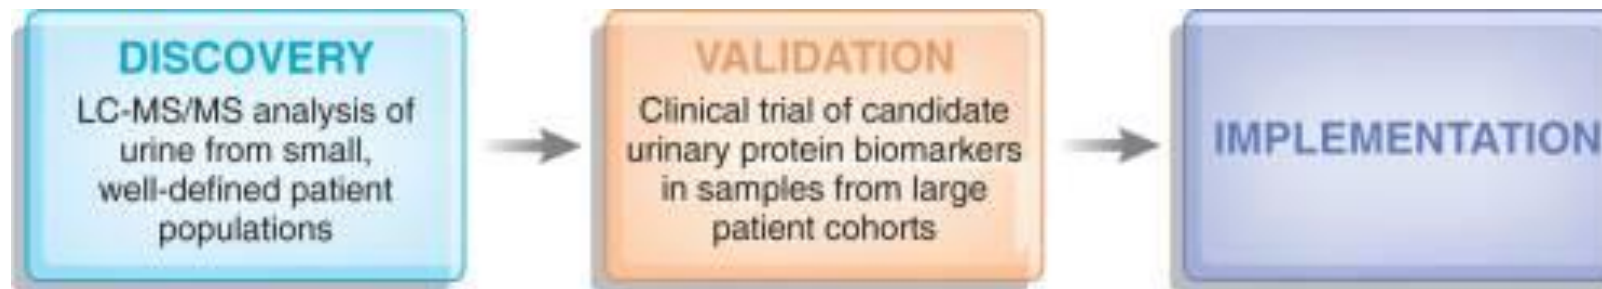 DISCOVERY
LC-MS/MS analysis of
urine from small,
well-defined patient
populations
VALIDATION
Clinical trial of candidate
urinary protein biomarkers
in samples from large
patient cohorts
IMPLEMENTATION